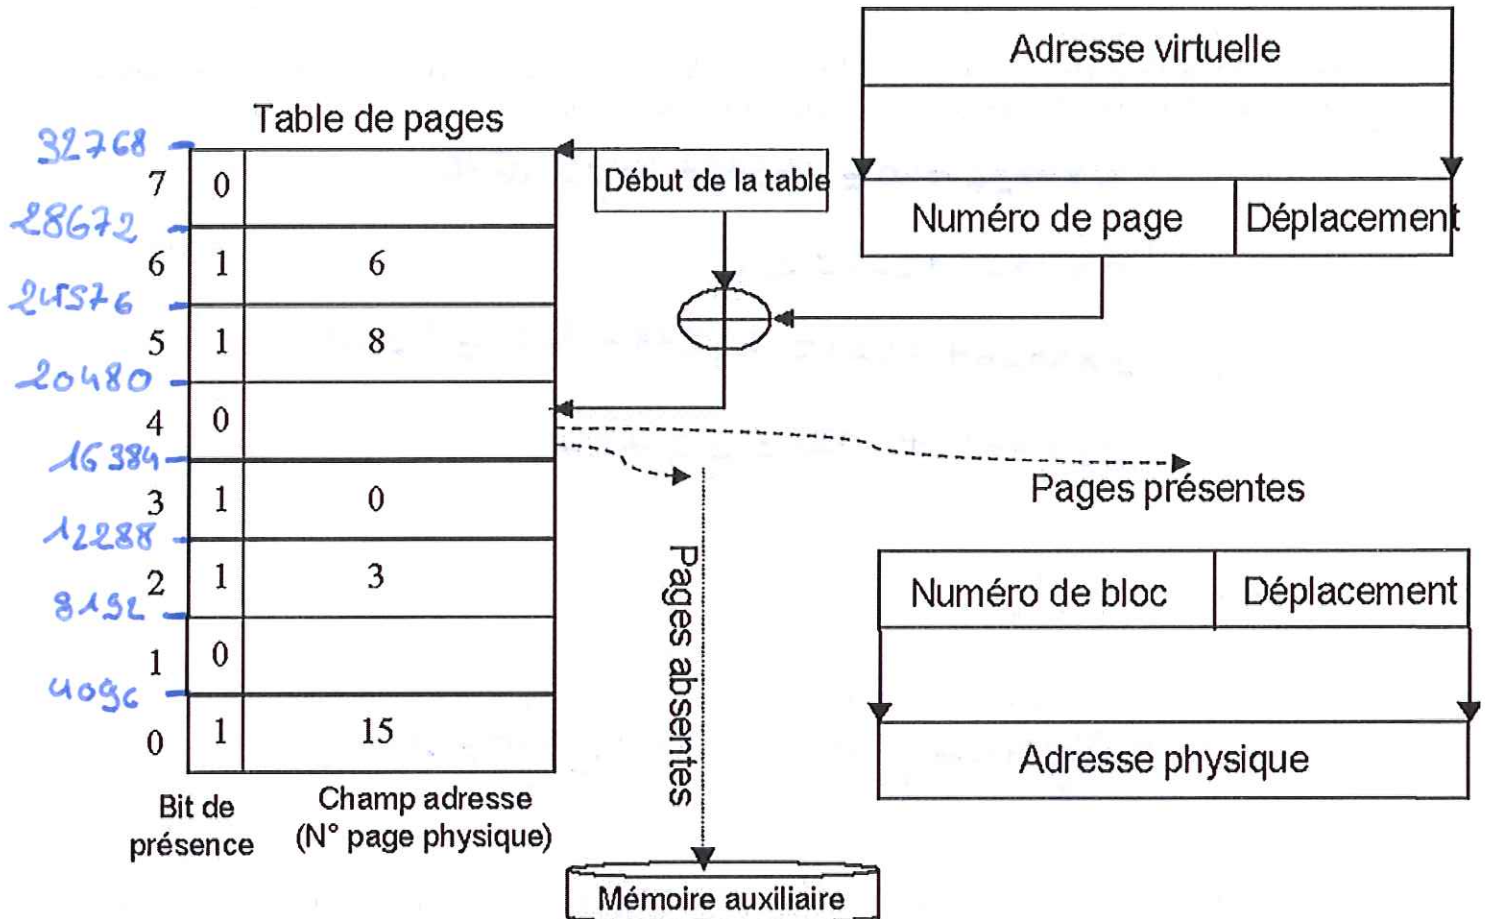 Adresse virtuelle
Table de pages
32768
7 0
Début de la table
Numéro de page Déplacement
28672
6 1 6
24576
5 1 8
20480
4 0
16384
3 1 0
Pages présentes
12288
2 1 3
Numéro de bloc Déplacement
8192
1 0
Pages absentes
4096
0 1 15
Adresse physique
Bit de
présence
Champ adresse
(N° page physique)
Mémoire auxiliaire